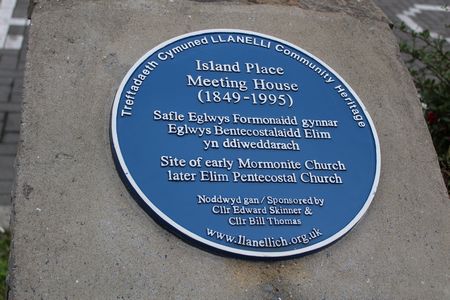 Treftadaeth Cymuned LLANELLI Community Heritage
Island Place
Meeting House
(1849-1995)
Safle Eglwys Formonaidd gynnar
Eglwys Bentecostalaidd Elim
yn ddiweddarach
Site of early Mormonite Church
later Elim Pentecostal Church
Noddwyd gan / Sponsored by
Cllr Edward Skinner &
Cllr Bill Thomas
www.llanellich.org.uk